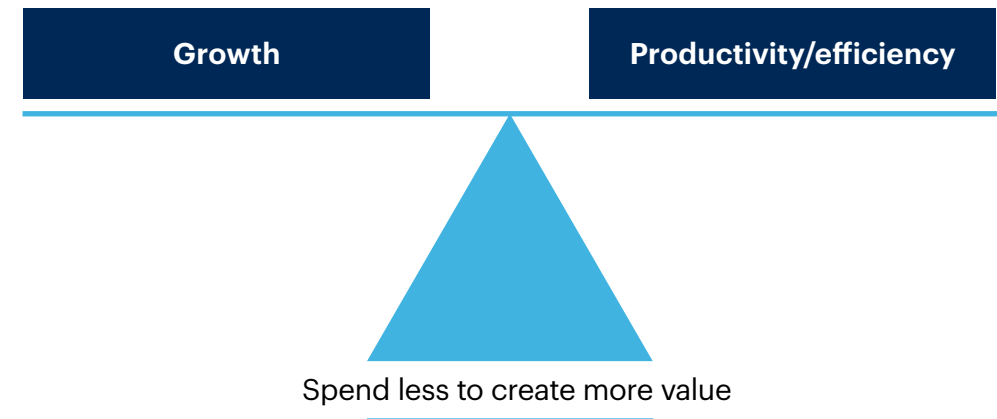 Growth
Productivity/efficiency
Spend less to create more value